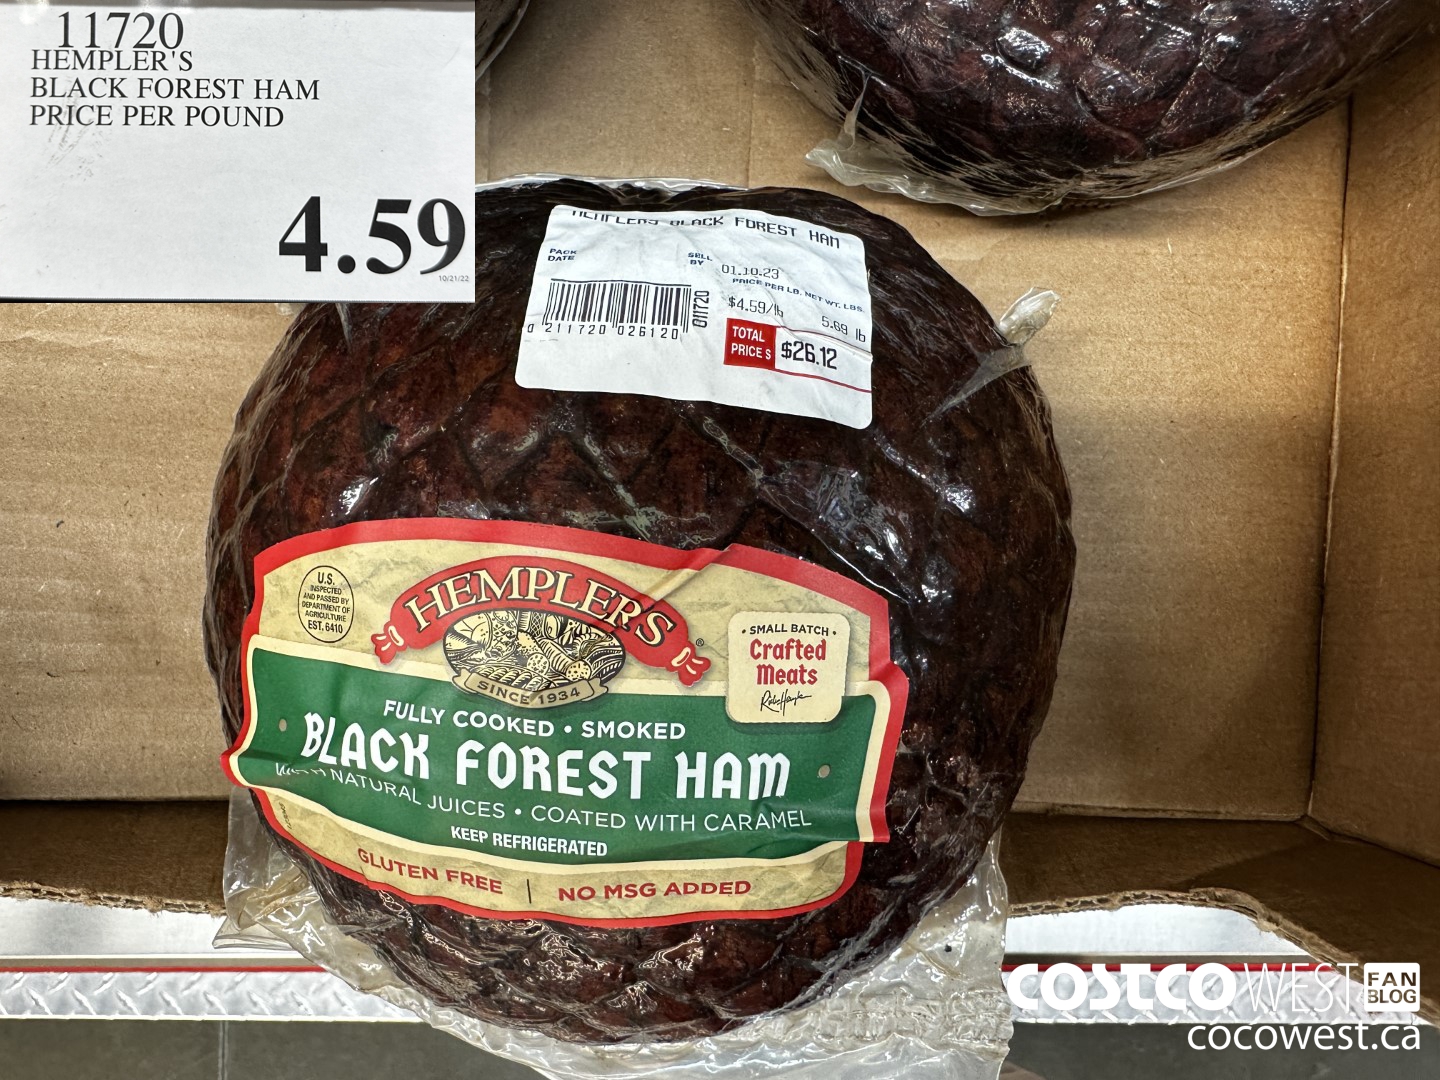 11720
HEMPLER'S
BLACK FOREST HAM
PRICE PER POUND
4.59
10/21/22
HEMPLERS BLACK FOREST HAM
PACK
DATE
SELL
BY
01.10.23
PRICE PER LB.
NET WT. LBS.
$4.59/lb
5.69 lb
0 211720 026120
011720
TOTAL
PRICE $
$26.12
U.S.
INSPECTED
AND PASSED BY
DEPARTMENT OF
AGRICULTURE
EST. 6410
HEMPLER'S
®
SINCE 1934
• SMALL BATCH •
Crafted
Meats
FULLY COOKED • SMOKED
BLACK FOREST HAM
WITH NATURAL JUICES • COATED WITH CARAMEL
KEEP REFRIGERATED
GLUTEN FREE | NO MSG ADDED
COSTCO WEST FAN
BLOG
cocowest.ca